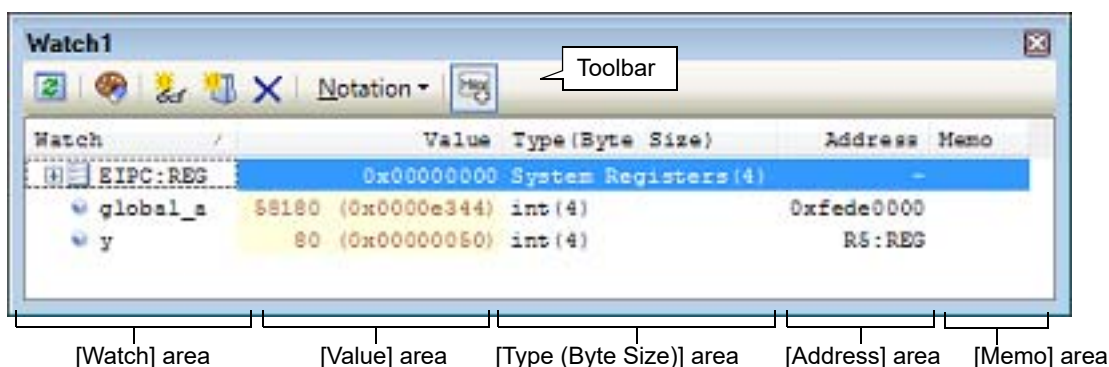 Watch1
Toolbar
Notation
Hex
Watch Value Type(Byte Size) Address Memo
EIPC:REG 0x00000000 System Registers(4) -
global_a 58180 (0x0000e344) int(4) 0xfede0000
y 80 (0x00000050) int(4) R5:REG
[Watch] area [Value] area [Type (Byte Size)] area [Address] area [Memo] area